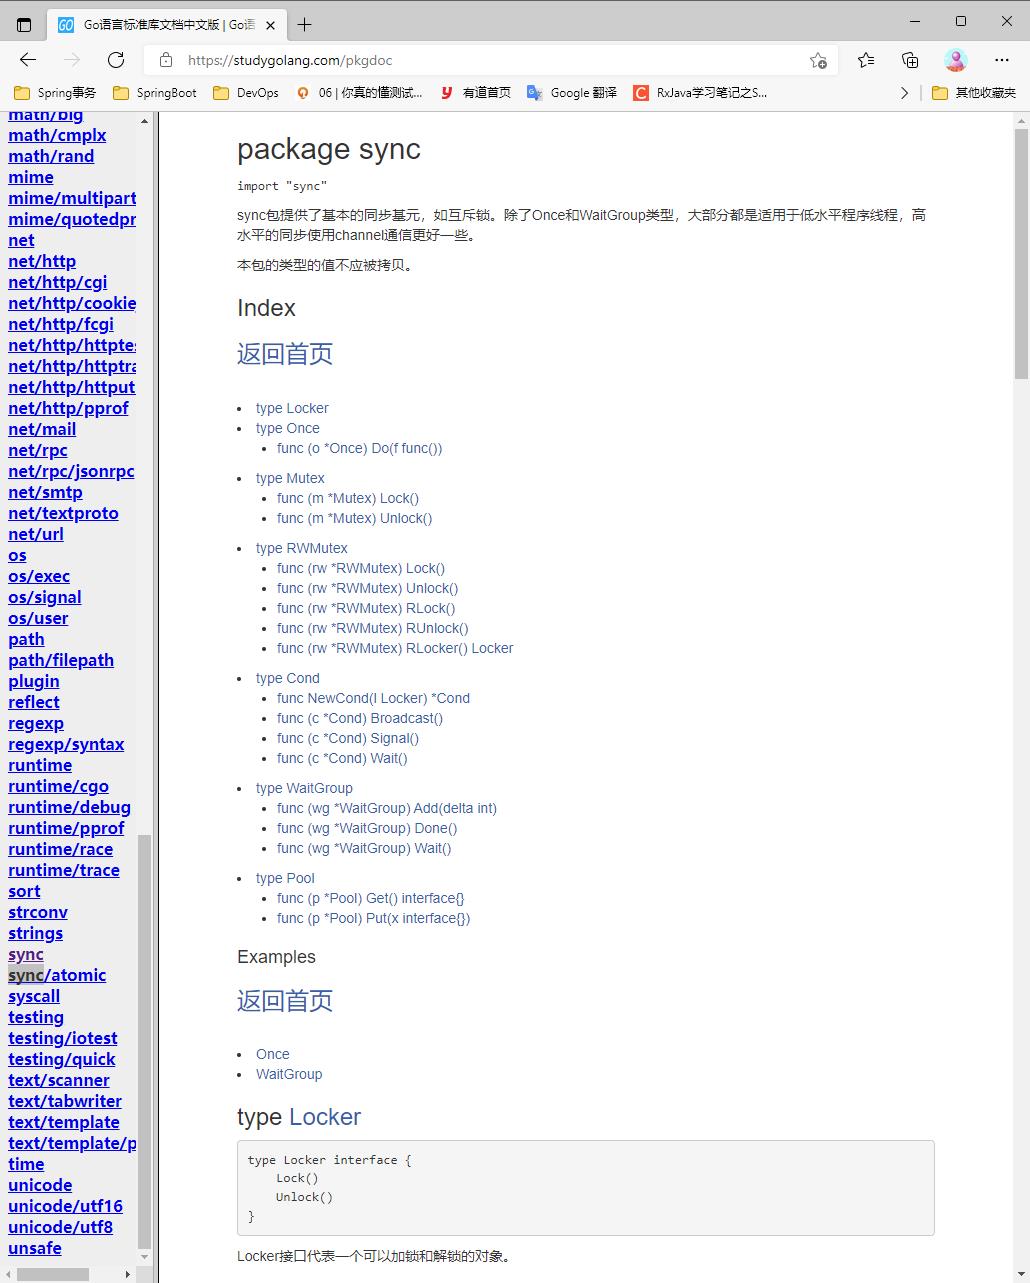 Go语言标准库文档中文版 | Go语
https://studygolang.com/pkgdoc
Spring事务
SpringBoot
DevOps
06 | 你真的懂测试...
有道首页
Google 翻译
RxJava学习笔记之S...
其他收藏夹
math/big
math/cmplx
math/rand
mime
mime/multipart
mime/quotedpr
net
net/http
net/http/cgi
net/http/cookie
net/http/fcgi
net/http/httptes
net/http/httptra
net/http/httput
net/http/pprof
net/mail
net/rpc
net/rpc/jsonrpc
net/smtp
net/textproto
net/url
os
os/exec
os/signal
os/user
path
path/filepath
plugin
reflect
regexp
regexp/syntax
runtime
runtime/cgo
runtime/debug
runtime/pprof
runtime/race
runtime/trace
sort
strconv
strings
sync
sync/atomic
syscall
testing
testing/iotest
testing/quick
text/scanner
text/tabwriter
text/template
text/template/p
time
unicode
unicode/utf16
unicode/utf8
unsafe
package sync
import "sync"
sync包提供了基本的同步基元，如互斥锁。除了Once和WaitGroup类型，大部分都是适用于低水平程序线程，高
水平的同步使用channel通信更好一些。
本包的类型的值不应被拷贝。
Index
返回首页
type Locker
type Once
func (o *Once) Do(f func())
type Mutex
func (m *Mutex) Lock()
func (m *Mutex) Unlock()
type RWMutex
func (rw *RWMutex) Lock()
func (rw *RWMutex) Unlock()
func (rw *RWMutex) RLock()
func (rw *RWMutex) RUnlock()
func (rw *RWMutex) RLocker() Locker
type Cond
func NewCond(l Locker) *Cond
func (c *Cond) Broadcast()
func (c *Cond) Signal()
func (c *Cond) Wait()
type WaitGroup
func (wg *WaitGroup) Add(delta int)
func (wg *WaitGroup) Done()
func (wg *WaitGroup) Wait()
type Pool
func (p *Pool) Get() interface{}
func (p *Pool) Put(x interface{})
Examples
返回首页
Once
WaitGroup
type Locker
type Locker interface {
    Lock()
    Unlock()
}
Locker接口代表一个可以加锁和解锁的对象。